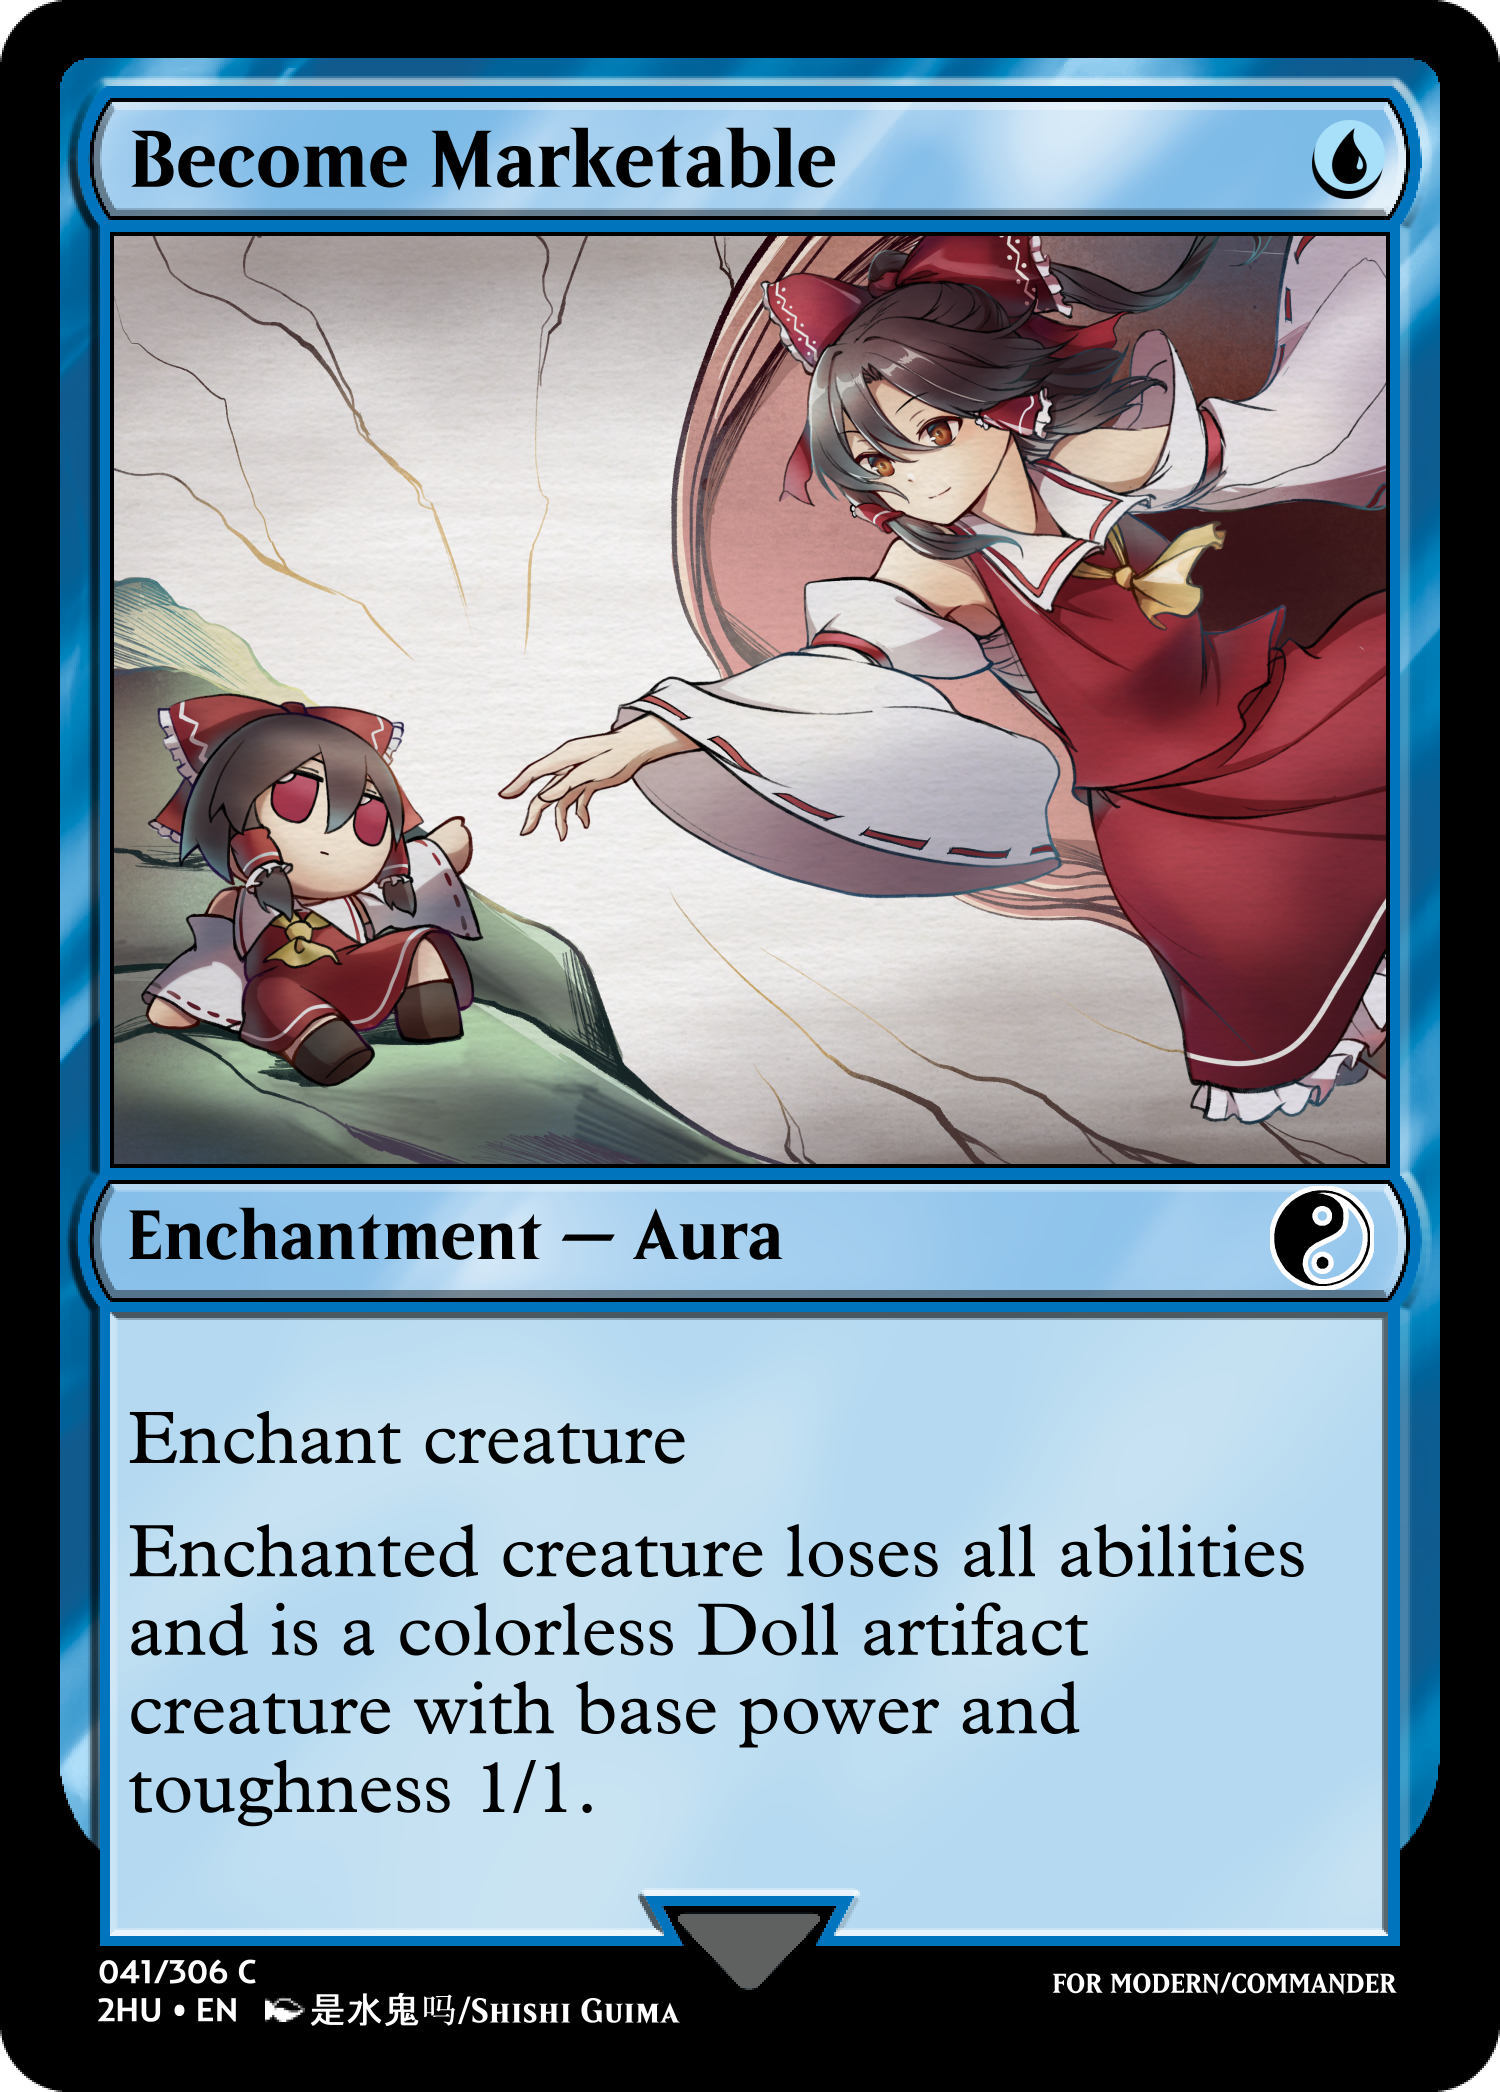 Become Marketable
Enchantment — Aura
Enchant creature
Enchanted creature loses all abilities
and is a colorless Doll artifact
creature with base power and
toughness 1/1.
041/306 C
FOR MODERN/COMMANDER
2HU • EN 是水鬼吗/Shishi Guima